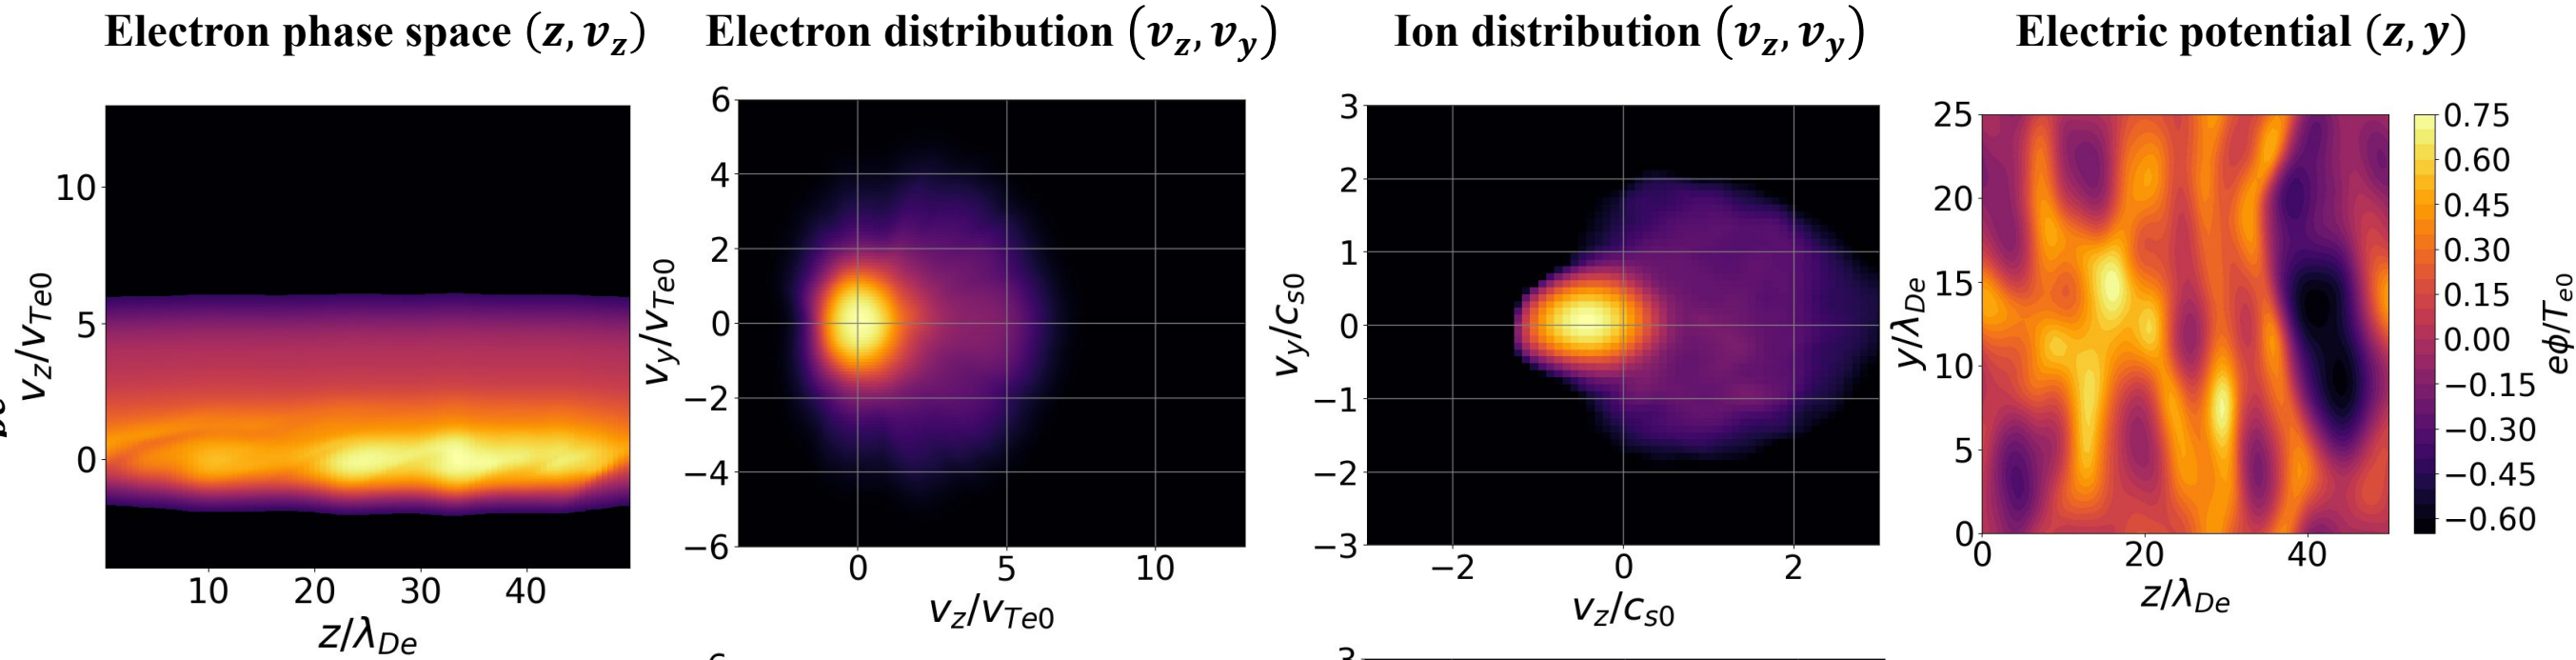 Electron phase space (z, v_z)
Electron distribution (v_z, v_y)
Ion distribution (v_z, v_y)
Electric potential (z, y)
10
5
0
v_z/v_Te0
10 20 30 40
z/λ_De
6
4
2
0
−2
−4
−6
v_y/v_Te0
0 5 10
v_z/v_Te0
3
2
1
0
−1
−2
−3
v_y/c_s0
−2 0 2
v_z/c_s0
25
20
15
10
5
0
y/λ_De
0 20 40
z/λ_De
0.75
0.60
0.45
0.30
0.15
0.00
−0.15
−0.30
−0.45
−0.60
eϕ/T_e0